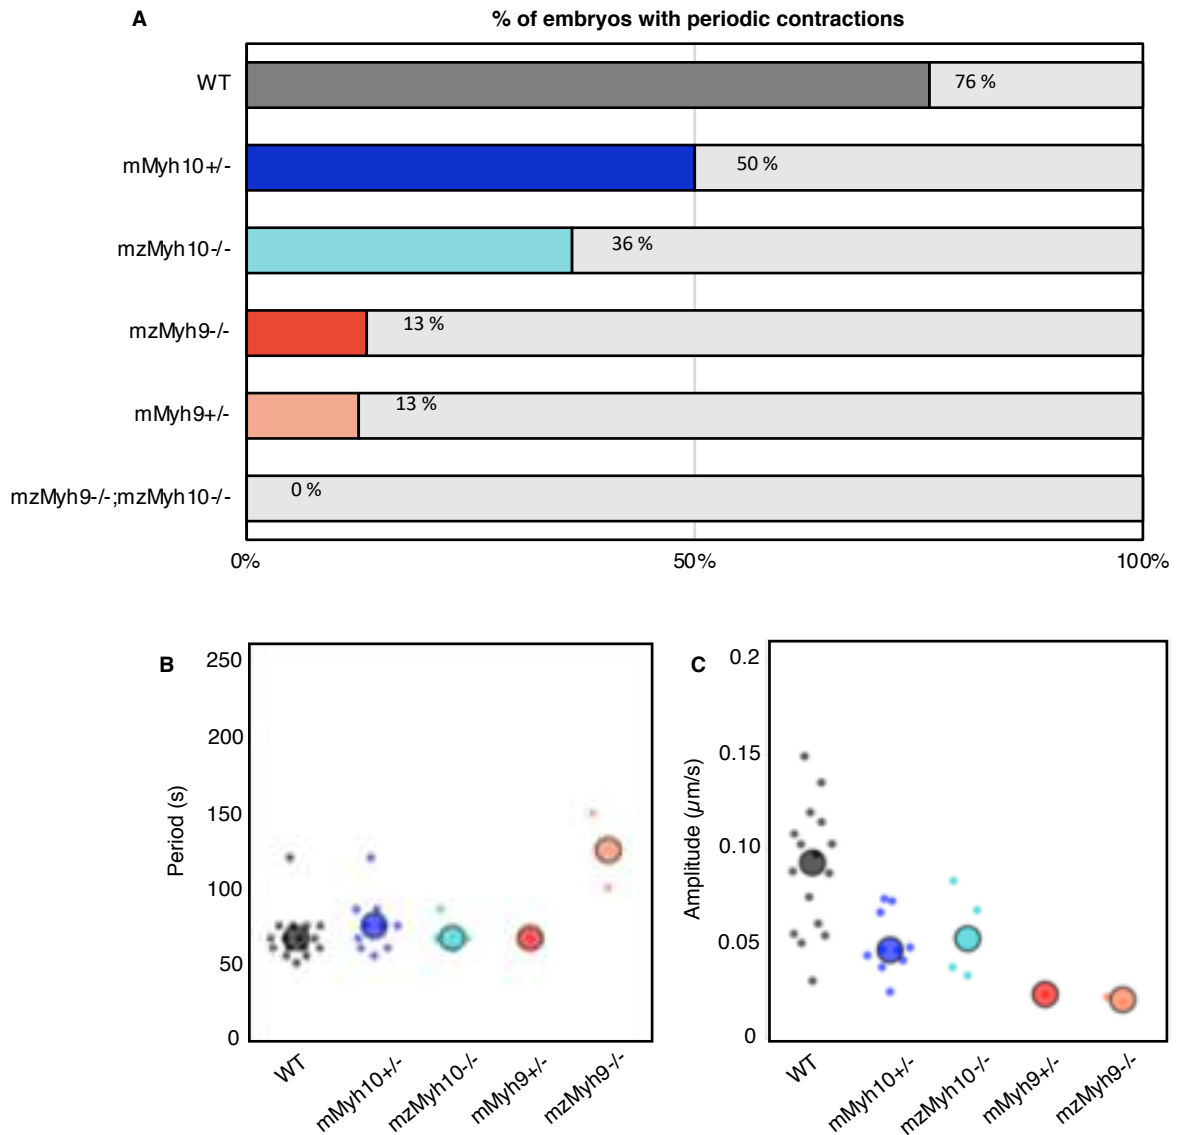 A
% of embryos with periodic contractions
WT
76 %
mMyh10+/-
50 %
mzMyh10-/-
36 %
mzMyh9-/-
13 %
mMyh9+/-
13 %
mzMyh9-/-;mzMyh10-/-
0 %
0%
50%
100%
B
250
200
150
100
50
0
Period (s)
WT
mMyh10+/-
mzMyh10-/-
mMyh9+/-
mzMyh9-/-
C
0.2
0.15
0.10
0.05
0
Amplitude (µm/s)
WT
mMyh10+/-
mzMyh10-/-
mMyh9+/-
mzMyh9-/-